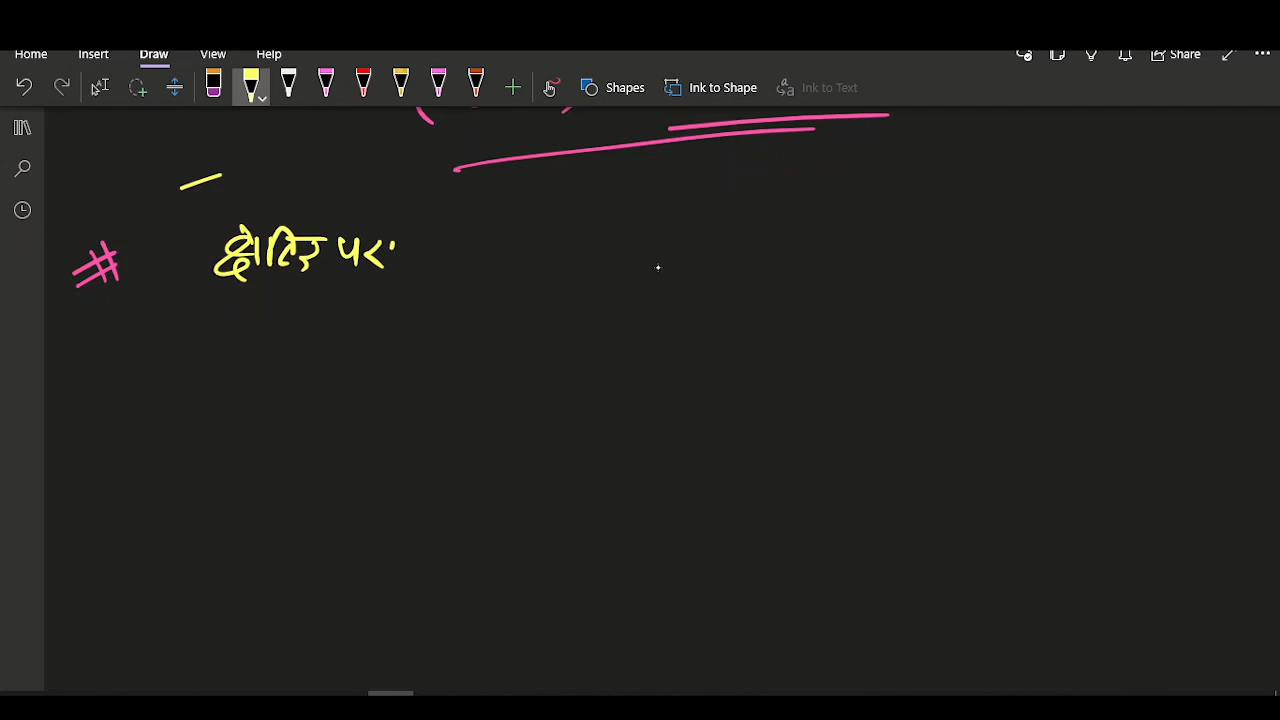 Home Insert Draw View Help Share
Shapes Ink to Shape Ink to Text
# क्षैतिज पर